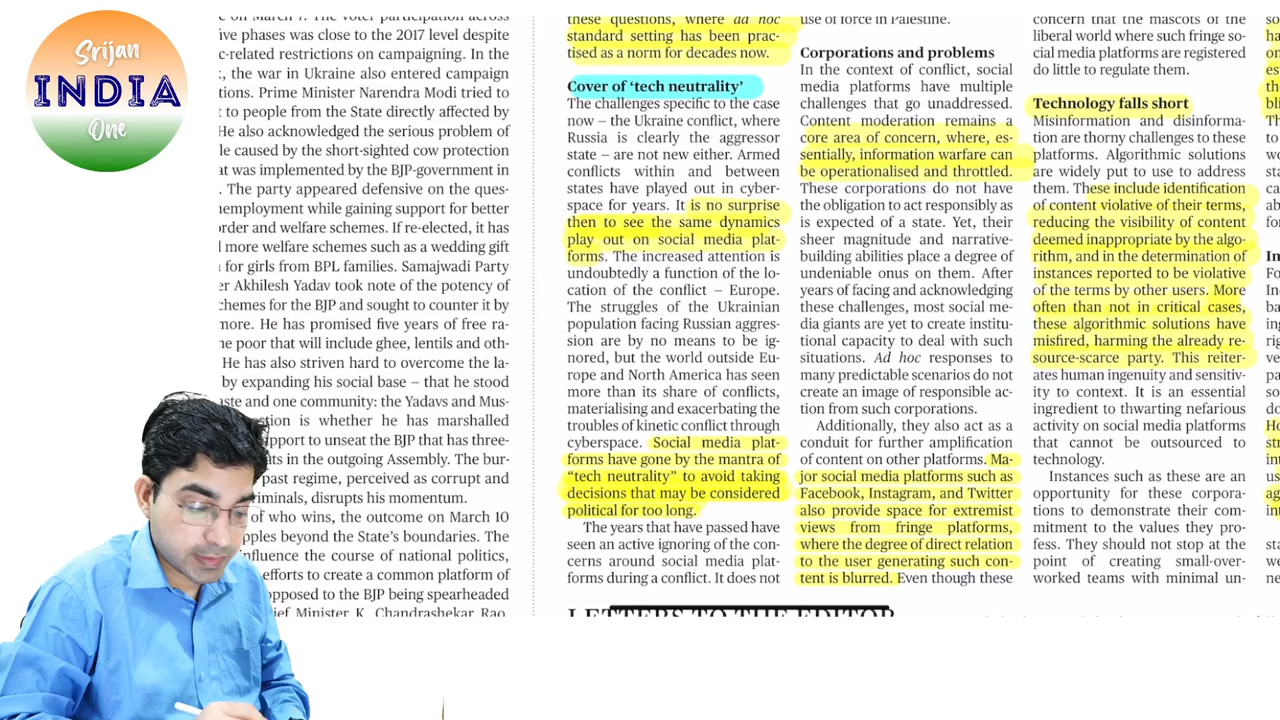 Srijan
INDIA
One
ive phases was close to the 2017 level despite
c-related restrictions on campaigning. In the
, the war in Ukraine also entered campaign
tions. Prime Minister Narendra Modi tried to
t to people from the State directly affected by
He also acknowledged the serious problem of
le caused by the short-sighted cow protection
at was implemented by the BJP-government in
. The party appeared defensive on the ques-
nemployment while gaining support for better
order and welfare schemes. If re-elected, it has
l more welfare schemes such as a wedding gift
for girls from BPL families. Samajwadi Party
er Akhilesh Yadav took note of the potency of
chemes for the BJP and sought to counter it by
more. He has promised five years of free ra-
he poor that will include ghee, lentils and oth-
He has also striven hard to overcome the la-
by expanding his social base – that he stood
aste and one community: the Yadavs and Mus-
ction is whether he has marshalled
upport to unseat the BJP that has three-
ats in the outgoing Assembly. The bur-
past regime, perceived as corrupt and
riminals, disrupts his momentum.
of who wins, the outcome on March 10
pples beyond the State's boundaries. The
influence the course of national politics,
efforts to create a common platform of
opposed to the BJP being spearheaded
ief Minister K. Chandrashekar Rao.
these questions, where ad hoc
standard setting has been prac-
tised as a norm for decades now.
Cover of 'tech neutrality'
The challenges specific to the case
now – the Ukraine conflict, where
Russia is clearly the aggressor
state – are not new either. Armed
conflicts within and between
states have played out in cyber-
space for years. It is no surprise
then to see the same dynamics
play out on social media plat-
forms. The increased attention is
undoubtedly a function of the lo-
cation of the conflict – Europe.
The struggles of the Ukrainian
population facing Russian aggres-
sion are by no means to be ig-
nored, but the world outside Eu-
rope and North America has seen
more than its share of conflicts,
materialising and exacerbating the
troubles of kinetic conflict through
cyberspace. Social media plat-
forms have gone by the mantra of
"tech neutrality" to avoid taking
decisions that may be considered
political for too long.
The years that have passed have
seen an active ignoring of the con-
cerns around social media plat-
forms during a conflict. It does not
use of force in Palestine.
Corporations and problems
In the context of conflict, social
media platforms have multiple
challenges that go unaddressed.
Content moderation remains a
core area of concern, where, es-
sentially, information warfare can
be operationalised and throttled.
These corporations do not have
the obligation to act responsibly as
is expected of a state. Yet, their
sheer magnitude and narrative-
building abilities place a degree of
undeniable onus on them. After
years of facing and acknowledging
these challenges, most social me-
dia giants are yet to create institu-
tional capacity to deal with such
situations. Ad hoc responses to
many predictable scenarios do not
create an image of responsible ac-
tion from such corporations.
Additionally, they also act as a
conduit for further amplification
of content on other platforms. Ma-
jor social media platforms such as
Facebook, Instagram, and Twitter
also provide space for extremist
views from fringe platforms,
where the degree of direct relation
to the user generating such con-
tent is blurred. Even though these
concern that the mascots of the
liberal world where such fringe so-
cial media platforms are registered
do little to regulate them.
Technology falls short
Misinformation and disinforma-
tion are thorny challenges to these
platforms. Algorithmic solutions
are widely put to use to address
them. These include identification
of content violative of their terms,
reducing the visibility of content
deemed inappropriate by the algo-
rithm, and in the determination of
instances reported to be violative
of the terms by other users. More
often than not in critical cases,
these algorithmic solutions have
misfired, harming the already re-
source-scarce party. This reiter-
ates human ingenuity and sensitiv-
ity to context. It is an essential
ingredient to thwarting nefarious
activity on social media platforms
that cannot be outsourced to
technology.
Instances such as these are an
opportunity for these corpora-
tions to demonstrate their com-
mitment to the values they pro-
fess. They should not stop at the
point of creating small-over-
worked teams with minimal un-
LETTERS TO THE EDITOR